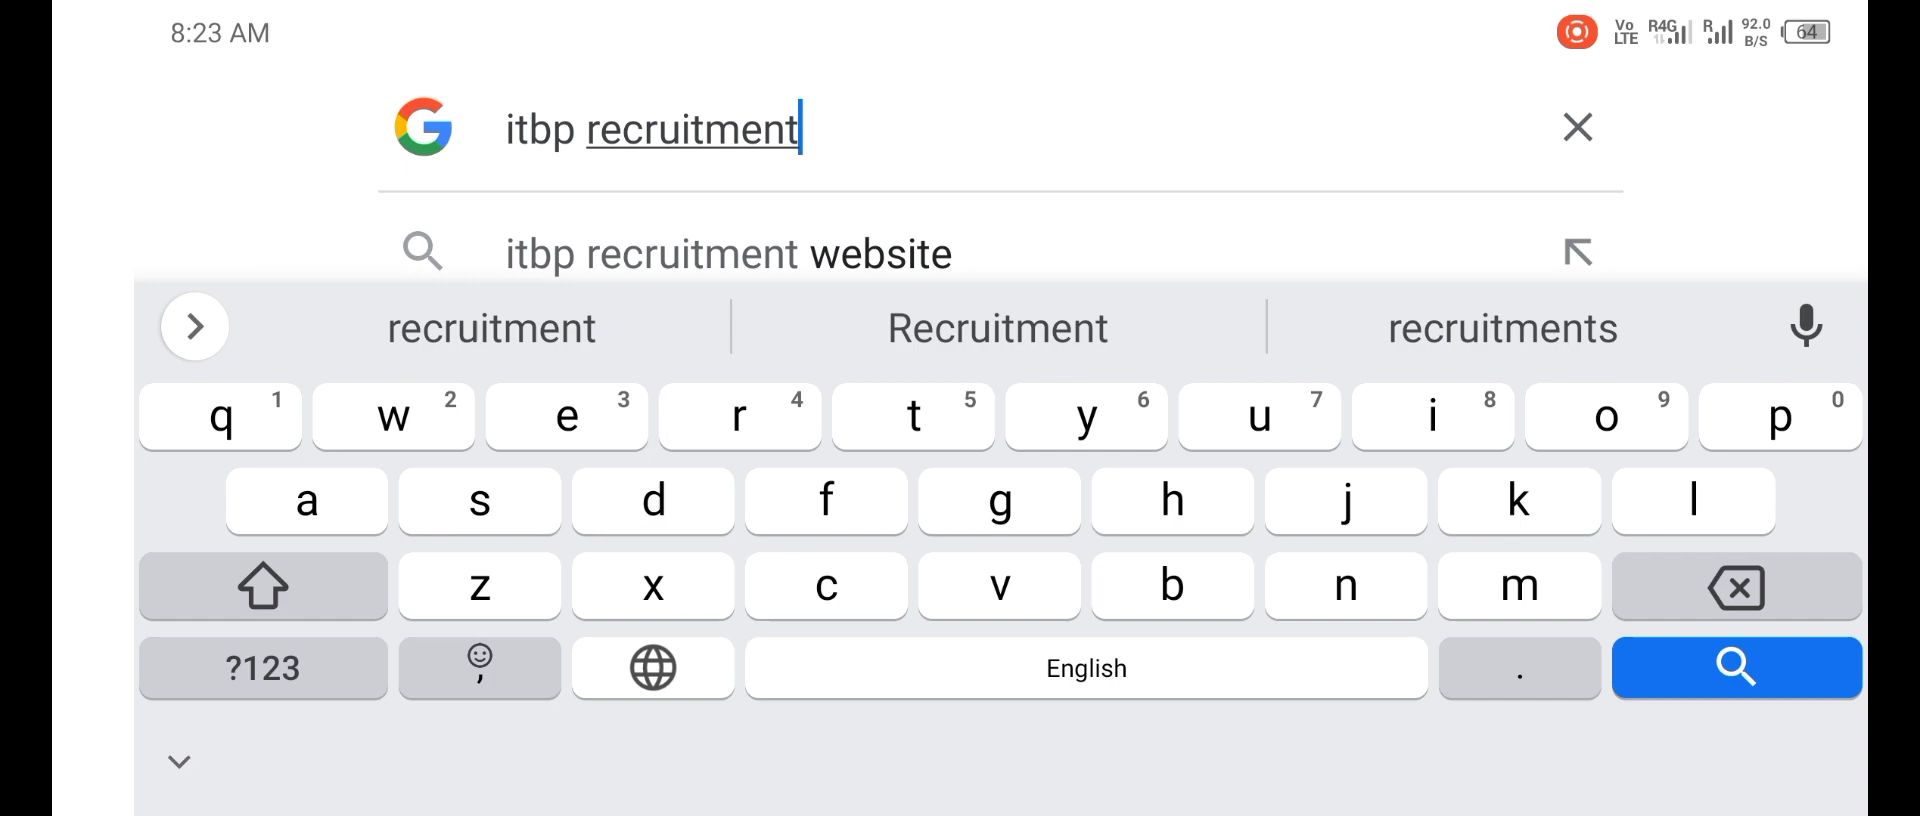 8:23 AM
Vo LTE R4G R 92.0 B/S 64
itbp recruitment
itbp recruitment website
recruitment Recruitment recruitments
q 1 w 2 e 3 r 4 t 5 y 6 u 7 i 8 o 9 p 0
a s d f g h j k l
z x c v b n m
?123 , English .